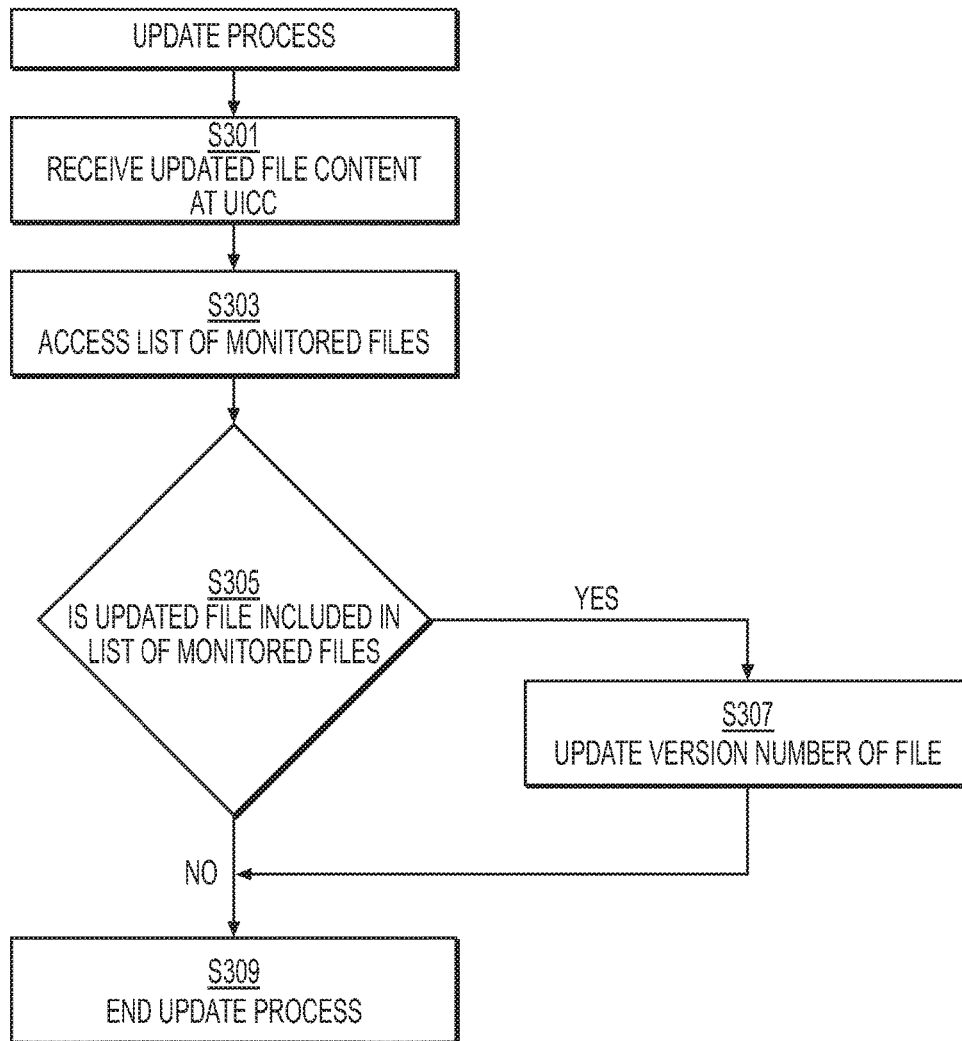 UPDATE PROCESS
S301
RECEIVE UPDATED FILE CONTENT
AT UICC
S303
ACCESS LIST OF MONITORED FILES
S305
IS UPDATED FILE INCLUDED IN
LIST OF MONITORED FILES
YES
S307
UPDATE VERSION NUMBER OF FILE
NO
S309
END UPDATE PROCESS